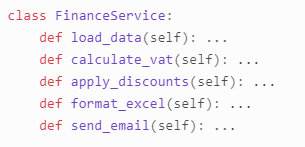 class FinanceService:
    def load_data(self): ...
    def calculate_vat(self): ...
    def apply_discounts(self): ...
    def format_excel(self): ...
    def send_email(self): ...